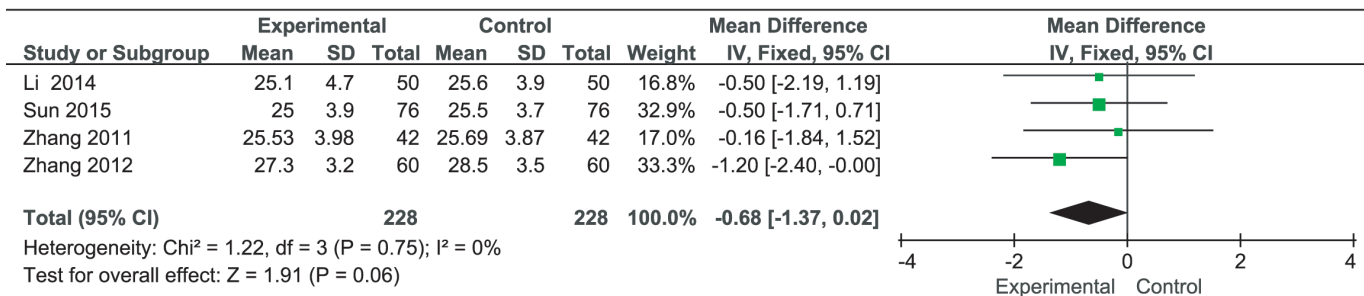 Experimental Control Mean Difference Mean Difference
Study or Subgroup Mean SD Total Mean SD Total Weight IV, Fixed, 95% CI IV, Fixed, 95% CI
Li 2014 25.1 4.7 50 25.6 3.9 50 16.8% -0.50 [-2.19, 1.19]
Sun 2015 25 3.9 76 25.5 3.7 76 32.9% -0.50 [-1.71, 0.71]
Zhang 2011 25.53 3.98 42 25.69 3.87 42 17.0% -0.16 [-1.84, 1.52]
Zhang 2012 27.3 3.2 60 28.5 3.5 60 33.3% -1.20 [-2.40, -0.00]
Total (95% CI) 228 228 100.0% -0.68 [-1.37, 0.02]
Heterogeneity: Chi² = 1.22, df = 3 (P = 0.75); I² = 0%
Test for overall effect: Z = 1.91 (P = 0.06)
-4 -2 0 2 4
Experimental Control